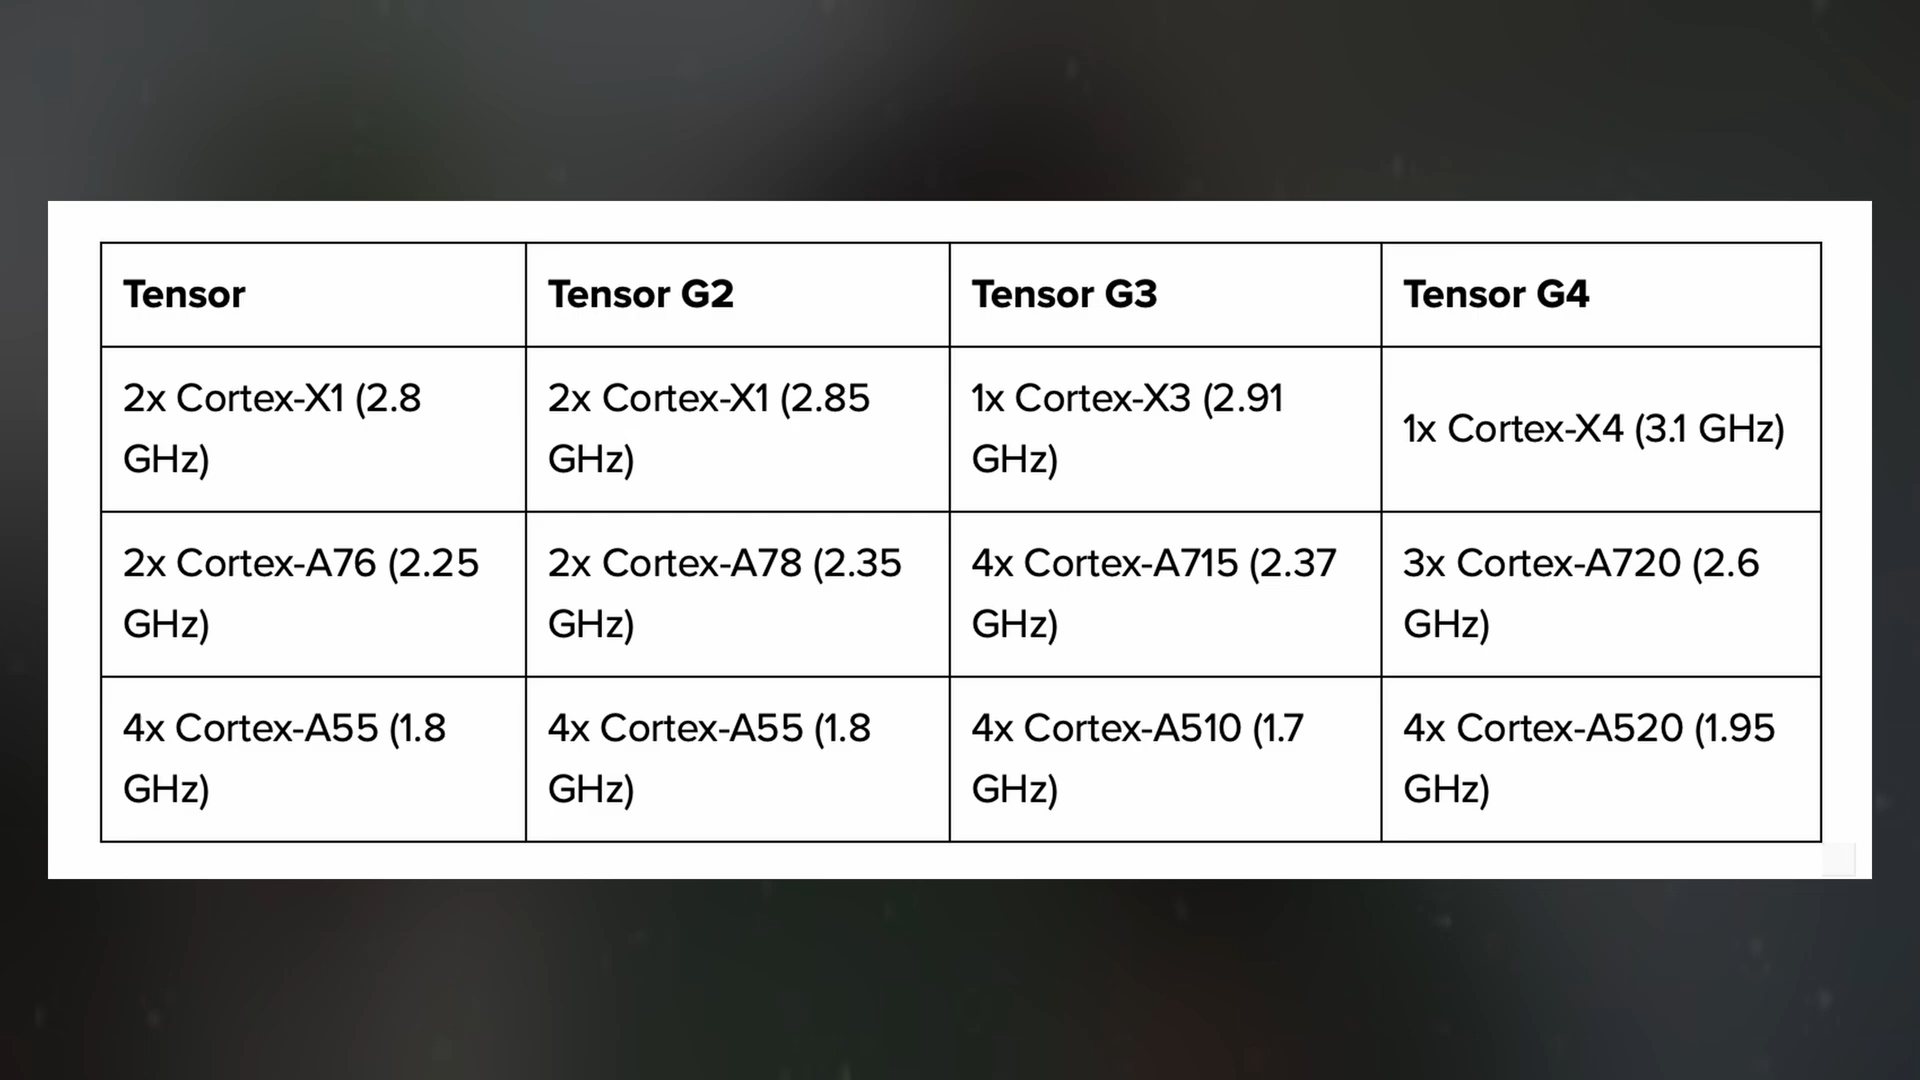 Tensor
Tensor G2
Tensor G3
Tensor G4
2x Cortex-X1 (2.8
GHz)
2x Cortex-X1 (2.85
GHz)
1x Cortex-X3 (2.91
GHz)
1x Cortex-X4 (3.1 GHz)
2x Cortex-A76 (2.25
GHz)
2x Cortex-A78 (2.35
GHz)
4x Cortex-A715 (2.37
GHz)
3x Cortex-A720 (2.6
GHz)
4x Cortex-A55 (1.8
GHz)
4x Cortex-A55 (1.8
GHz)
4x Cortex-A510 (1.7
GHz)
4x Cortex-A520 (1.95
GHz)